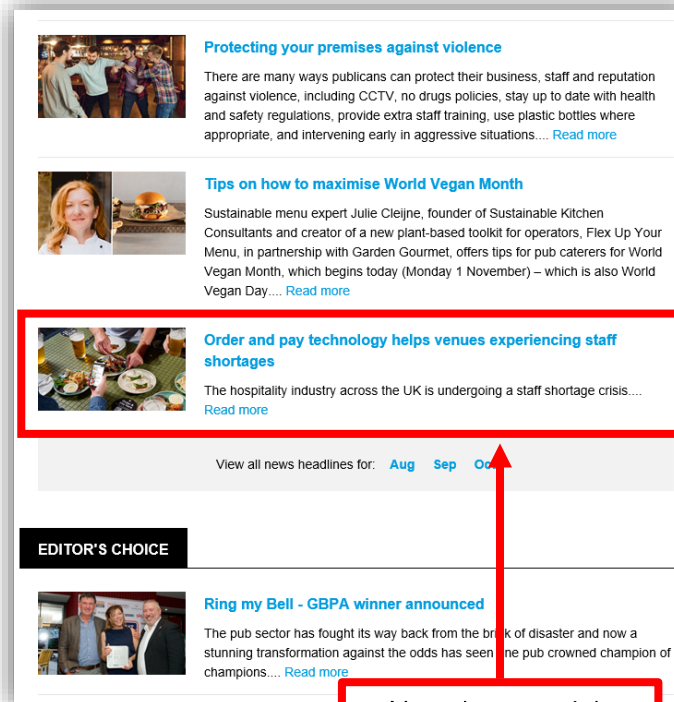 Protecting your premises against violence
There are many ways publicans can protect their business, staff and reputation
against violence, including CCTV, no drugs policies, stay up to date with health
and safety regulations, provide extra staff training, use plastic bottles where
appropriate, and intervening early in aggressive situations.... Read more
Tips on how to maximise World Vegan Month
Sustainable menu expert Julie Cleijne, founder of Sustainable Kitchen
Consultants and creator of a new plant-based toolkit for operators, Flex Up Your
Menu, in partnership with Garden Gourmet, offers tips for pub caterers for World
Vegan Month, which begins today (Monday 1 November) – which is also World
Vegan Day.... Read more
Order and pay technology helps venues experiencing staff
shortages
The hospitality industry across the UK is undergoing a staff shortage crisis....
Read more
View all news headlines for: Aug Sep
EDITOR'S CHOICE
Ring my Bell - GBPA winner announced
The pub sector has fought its way back from the of disaster and now a
stunning transformation against the odds has seen pub crowned champion of
champions.... Read more